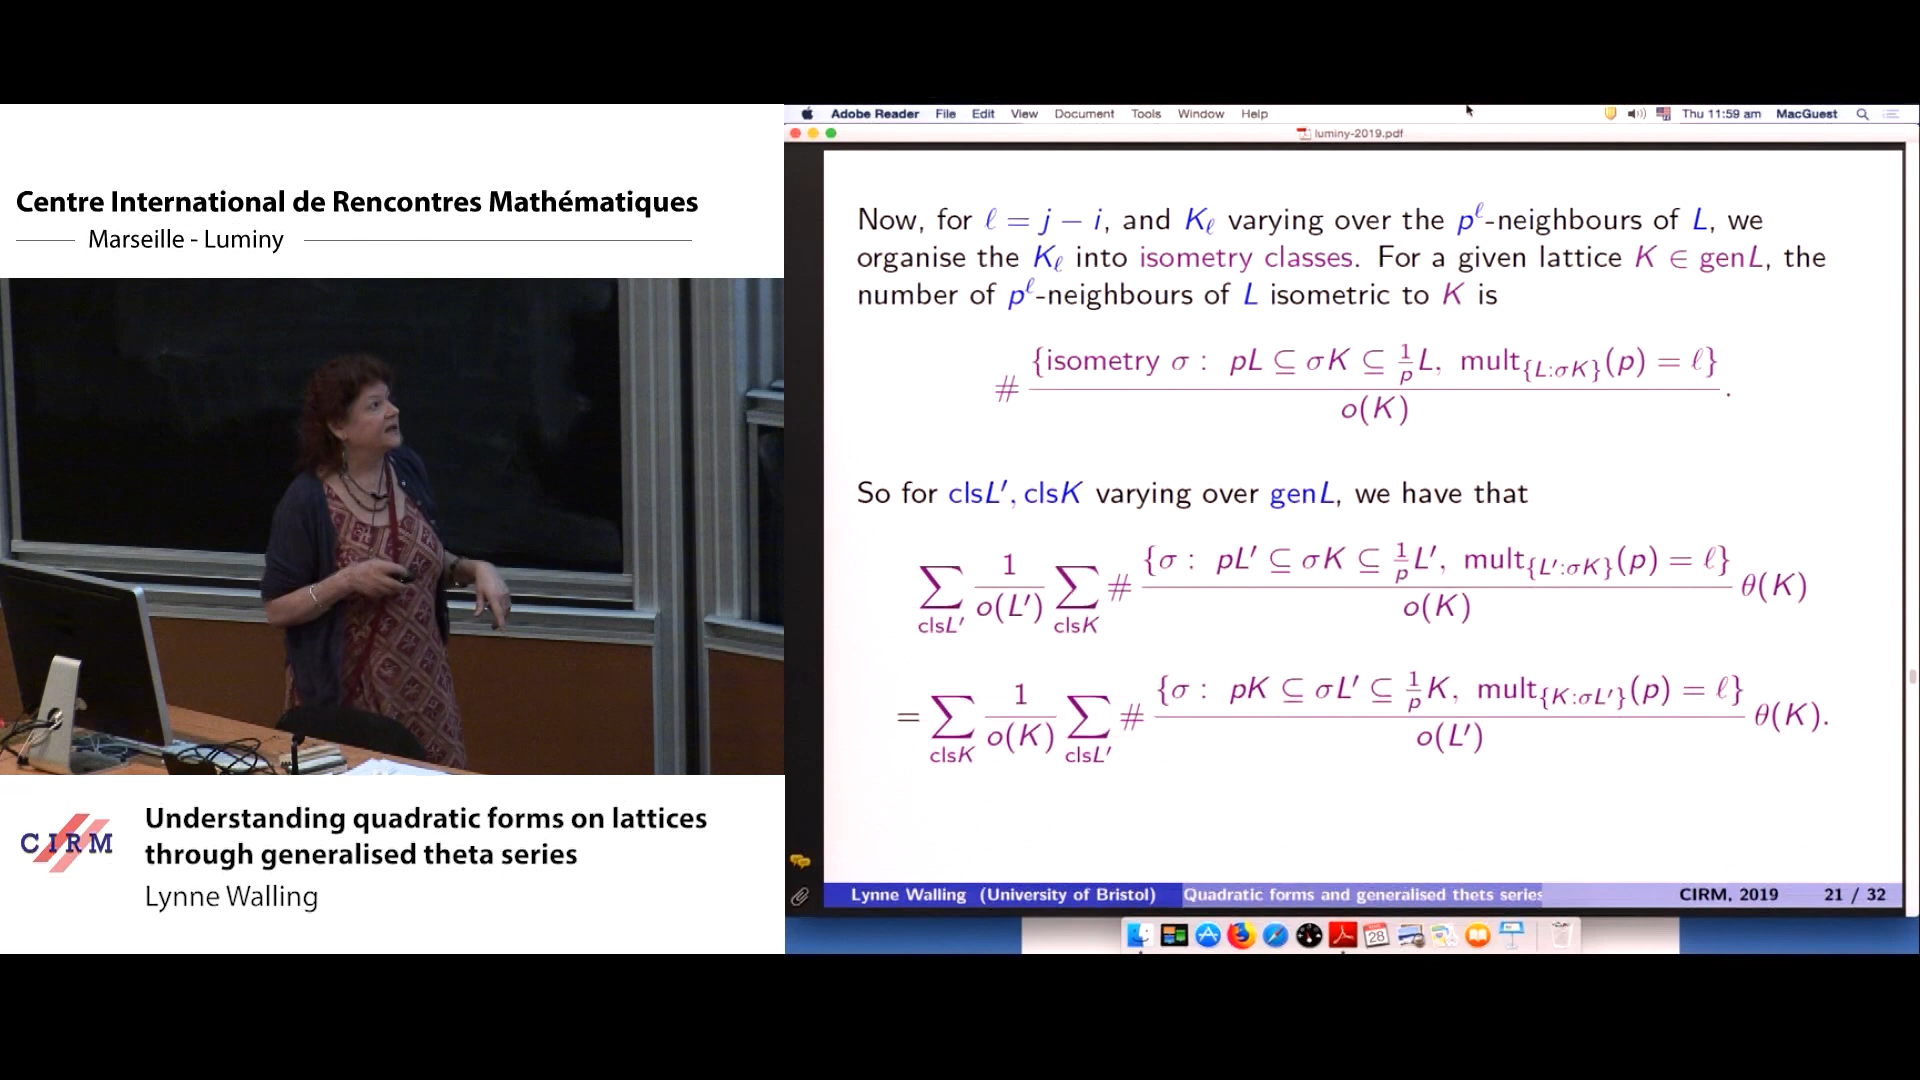 Centre International de Rencontres Mathématiques
Marseille - Luminy
CIRM
Understanding quadratic forms on lattices
through generalised theta series
Lynne Walling
Adobe Reader File Edit View Document Tools Window Help Thu 11:59 am MacGuest
luminy-2019.pdf
Now, for ℓ = j − i, and K_ℓ varying over the p^ℓ-neighbours of L, we
organise the K_ℓ into isometry classes. For a given lattice K ∈ genL, the
number of p^ℓ-neighbours of L isometric to K is
# {isometry σ : pL ⊆ σK ⊆ 1/p L, mult_{L:σK}(p) = ℓ} / o(K) .
So for clsL′, clsK varying over genL, we have that
∑_clsL′ 1/o(L′) ∑_clsK # {σ : pL′ ⊆ σK ⊆ 1/p L′, mult_{L′:σK}(p) = ℓ} / o(K) θ(K)
= ∑_clsK 1/o(K) ∑_clsL′ # {σ : pK ⊆ σL′ ⊆ 1/p K, mult_{K:σL′}(p) = ℓ} / o(L′) θ(K).
Lynne Walling (University of Bristol) Quadratic forms and generalised thets series CIRM, 2019 21 / 32
28